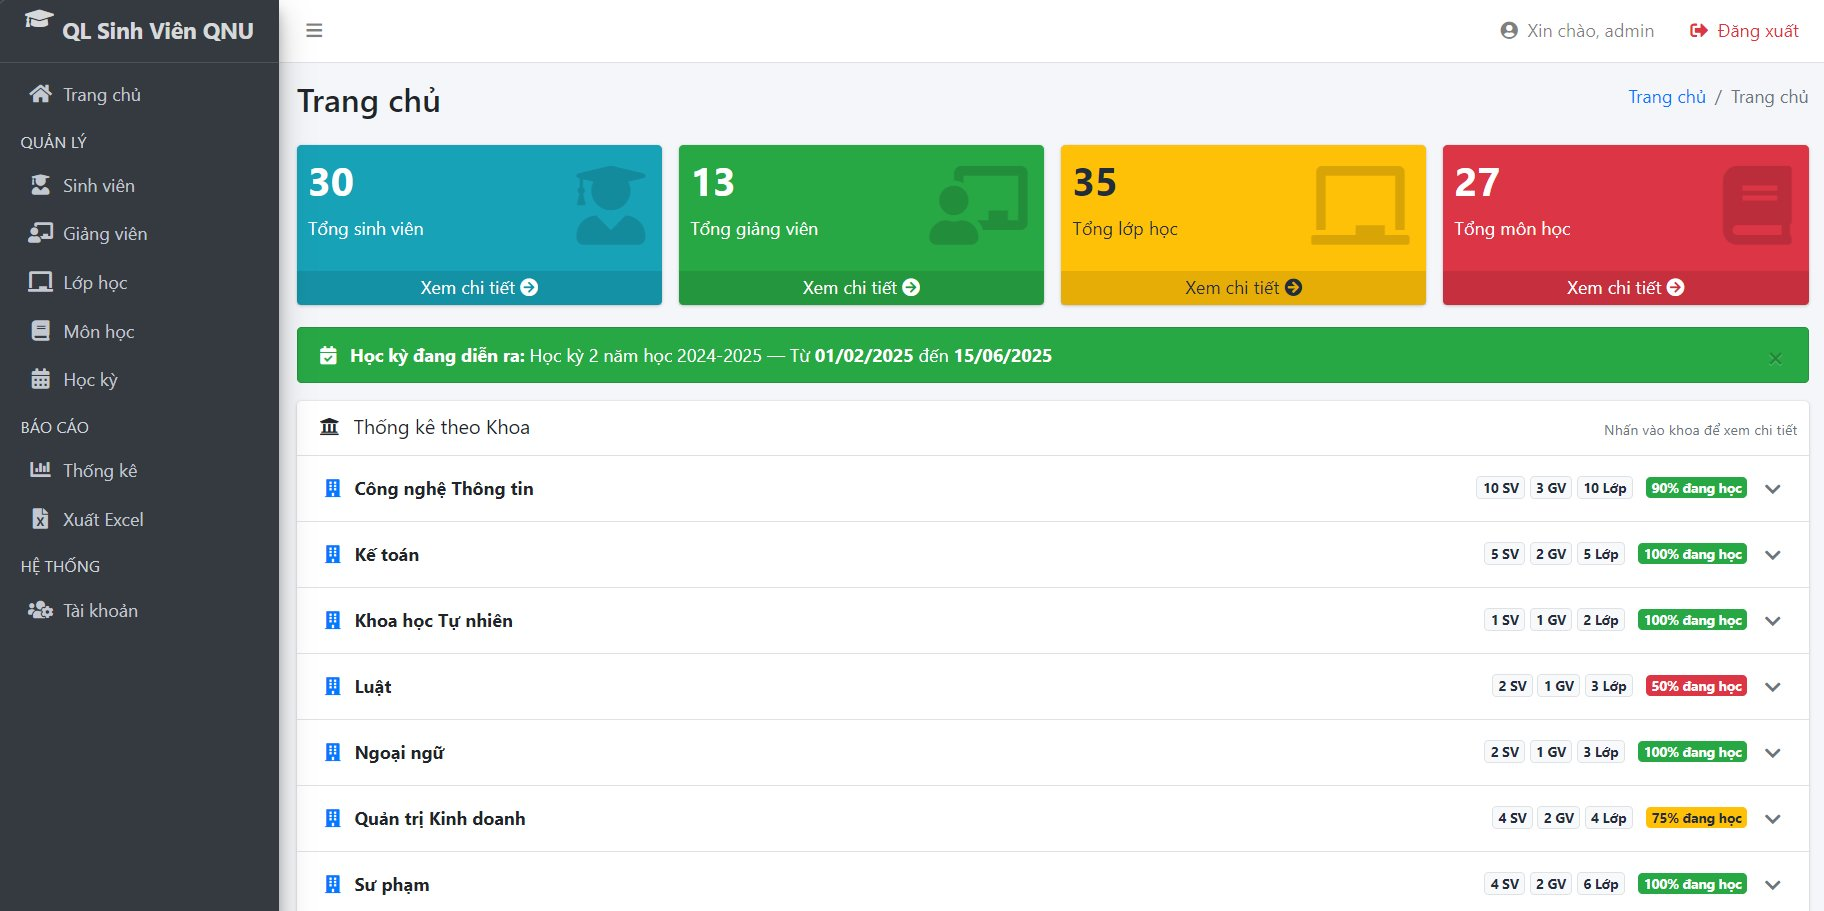 QL Sinh Viên QNU
Xin chào, admin
Đăng xuất
Trang chủ
QUẢN LÝ
Sinh viên
Giảng viên
Lớp học
Môn học
Học kỳ
BÁO CÁO
Thống kê
Xuất Excel
HỆ THỐNG
Tài khoản
Trang chủ
Trang chủ / Trang chủ
30
Tổng sinh viên
Xem chi tiết
13
Tổng giảng viên
Xem chi tiết
35
Tổng lớp học
Xem chi tiết
27
Tổng môn học
Xem chi tiết
Học kỳ đang diễn ra: Học kỳ 2 năm học 2024-2025 — Từ 01/02/2025 đến 15/06/2025 ×
Thống kê theo Khoa
Nhấn vào khoa để xem chi tiết
Công nghệ Thông tin 10 SV 3 GV 10 Lớp 90% đang học
Kế toán 5 SV 2 GV 5 Lớp 100% đang học
Khoa học Tự nhiên 1 SV 1 GV 2 Lớp 100% đang học
Luật 2 SV 1 GV 3 Lớp 50% đang học
Ngoại ngữ 2 SV 1 GV 3 Lớp 100% đang học
Quản trị Kinh doanh 4 SV 2 GV 4 Lớp 75% đang học
Sư phạm 4 SV 2 GV 6 Lớp 100% đang học